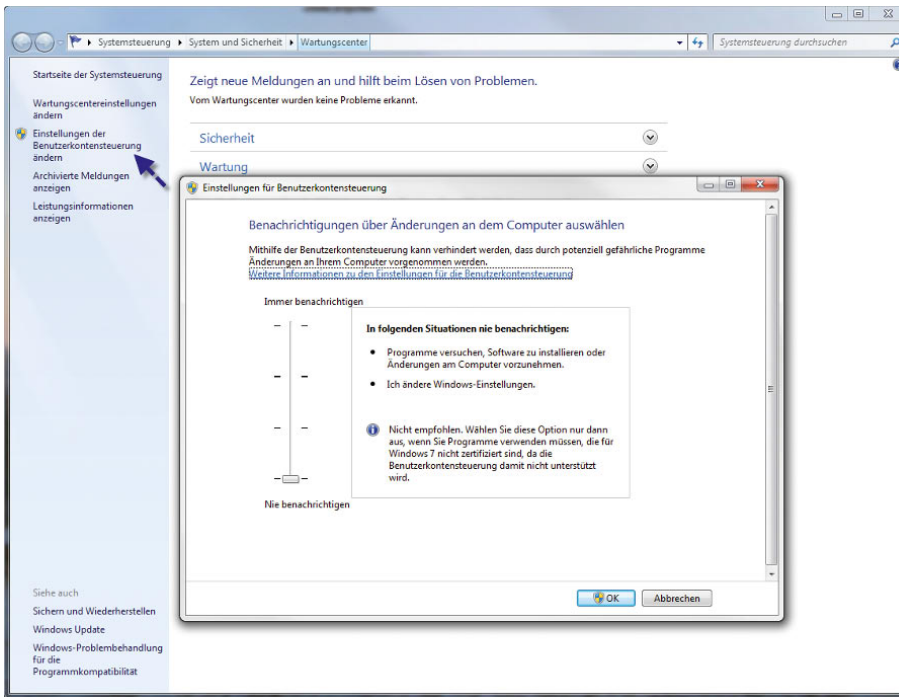 Systemsteuerung ▸ System und Sicherheit ▸ Wartungscenter
Systemsteuerung durchsuchen
Startseite der Systemsteuerung
Wartungscentereinstellungen
ändern
Einstellungen der
Benutzerkontensteuerung
ändern
Archivierte Meldungen
anzeigen
Leistungsinformationen
anzeigen
Zeigt neue Meldungen an und hilft beim Lösen von Problemen.
Vom Wartungscenter wurden keine Probleme erkannt.
Sicherheit
Wartung
Einstellungen für Benutzerkontensteuerung
Benachrichtigungen über Änderungen an dem Computer auswählen
Mithilfe der Benutzerkontensteuerung kann verhindert werden, dass durch potenziell gefährliche Programme
Änderungen an Ihrem Computer vorgenommen werden.
Weitere Informationen zu den Einstellungen für die Benutzerkontensteuerung
Immer benachrichtigen
In folgenden Situationen nie benachrichtigen:
• Programme versuchen, Software zu installieren oder
Änderungen am Computer vorzunehmen.
• Ich ändere Windows-Einstellungen.
Nicht empfohlen. Wählen Sie diese Option nur dann
aus, wenn Sie Programme verwenden müssen, die für
Windows 7 nicht zertifiziert sind, da die
Benutzerkontensteuerung damit nicht unterstützt
wird.
Nie benachrichtigen
OK
Abbrechen
Siehe auch
Sichern und Wiederherstellen
Windows Update
Windows-Problembehandlung
für die
Programmkompatibilität